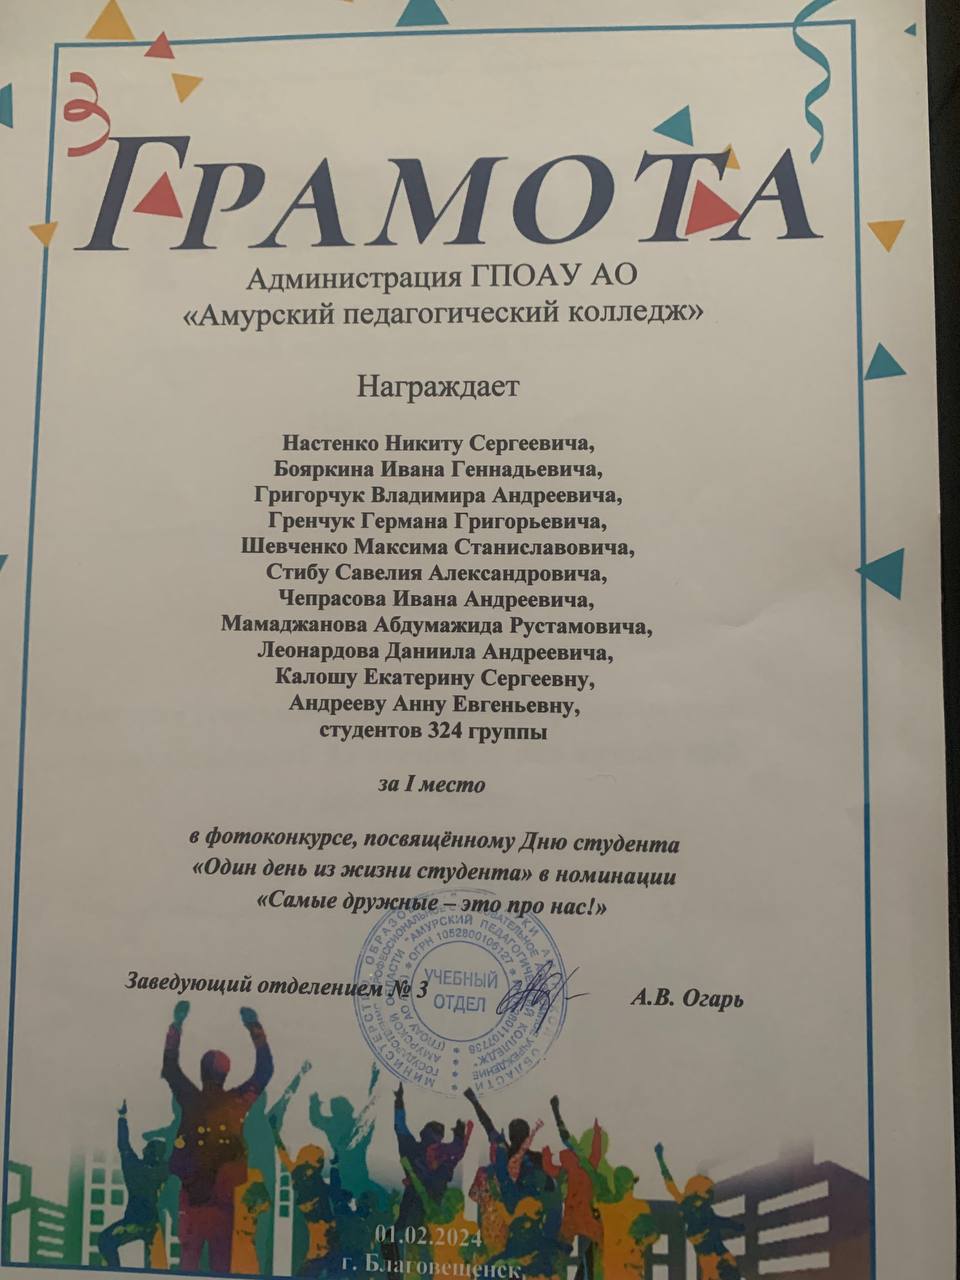 ГРАМОТА
Администрация ГПОАУ АО
«Амурский педагогический колледж»
Награждает
Настенко Никиту Сергеевича,
Бояркина Ивана Геннадьевича,
Григорчук Владимира Андреевича,
Гренчук Германа Григорьевича,
Шевченко Максима Станиславовича,
Стибу Савелия Александровича,
Чепрасова Ивана Андреевича,
Мамаджанова Абдумажида Рустамовича,
Леонардова Даниила Андреевича,
Калошу Екатерину Сергеевну,
Андрееву Анну Евгеньевну,
студентов 324 группы
за I место
в фотоконкурсе, посвящённому Дню студента
«Один день из жизни студента» в номинации
«Самые дружные – это про нас!»
Заведующий отделением № 3
А.В. Огарь
УЧЕБНЫЙ
ОТДЕЛ
ОГРН 1052800106127
01.02.2024
г. Благовещенск